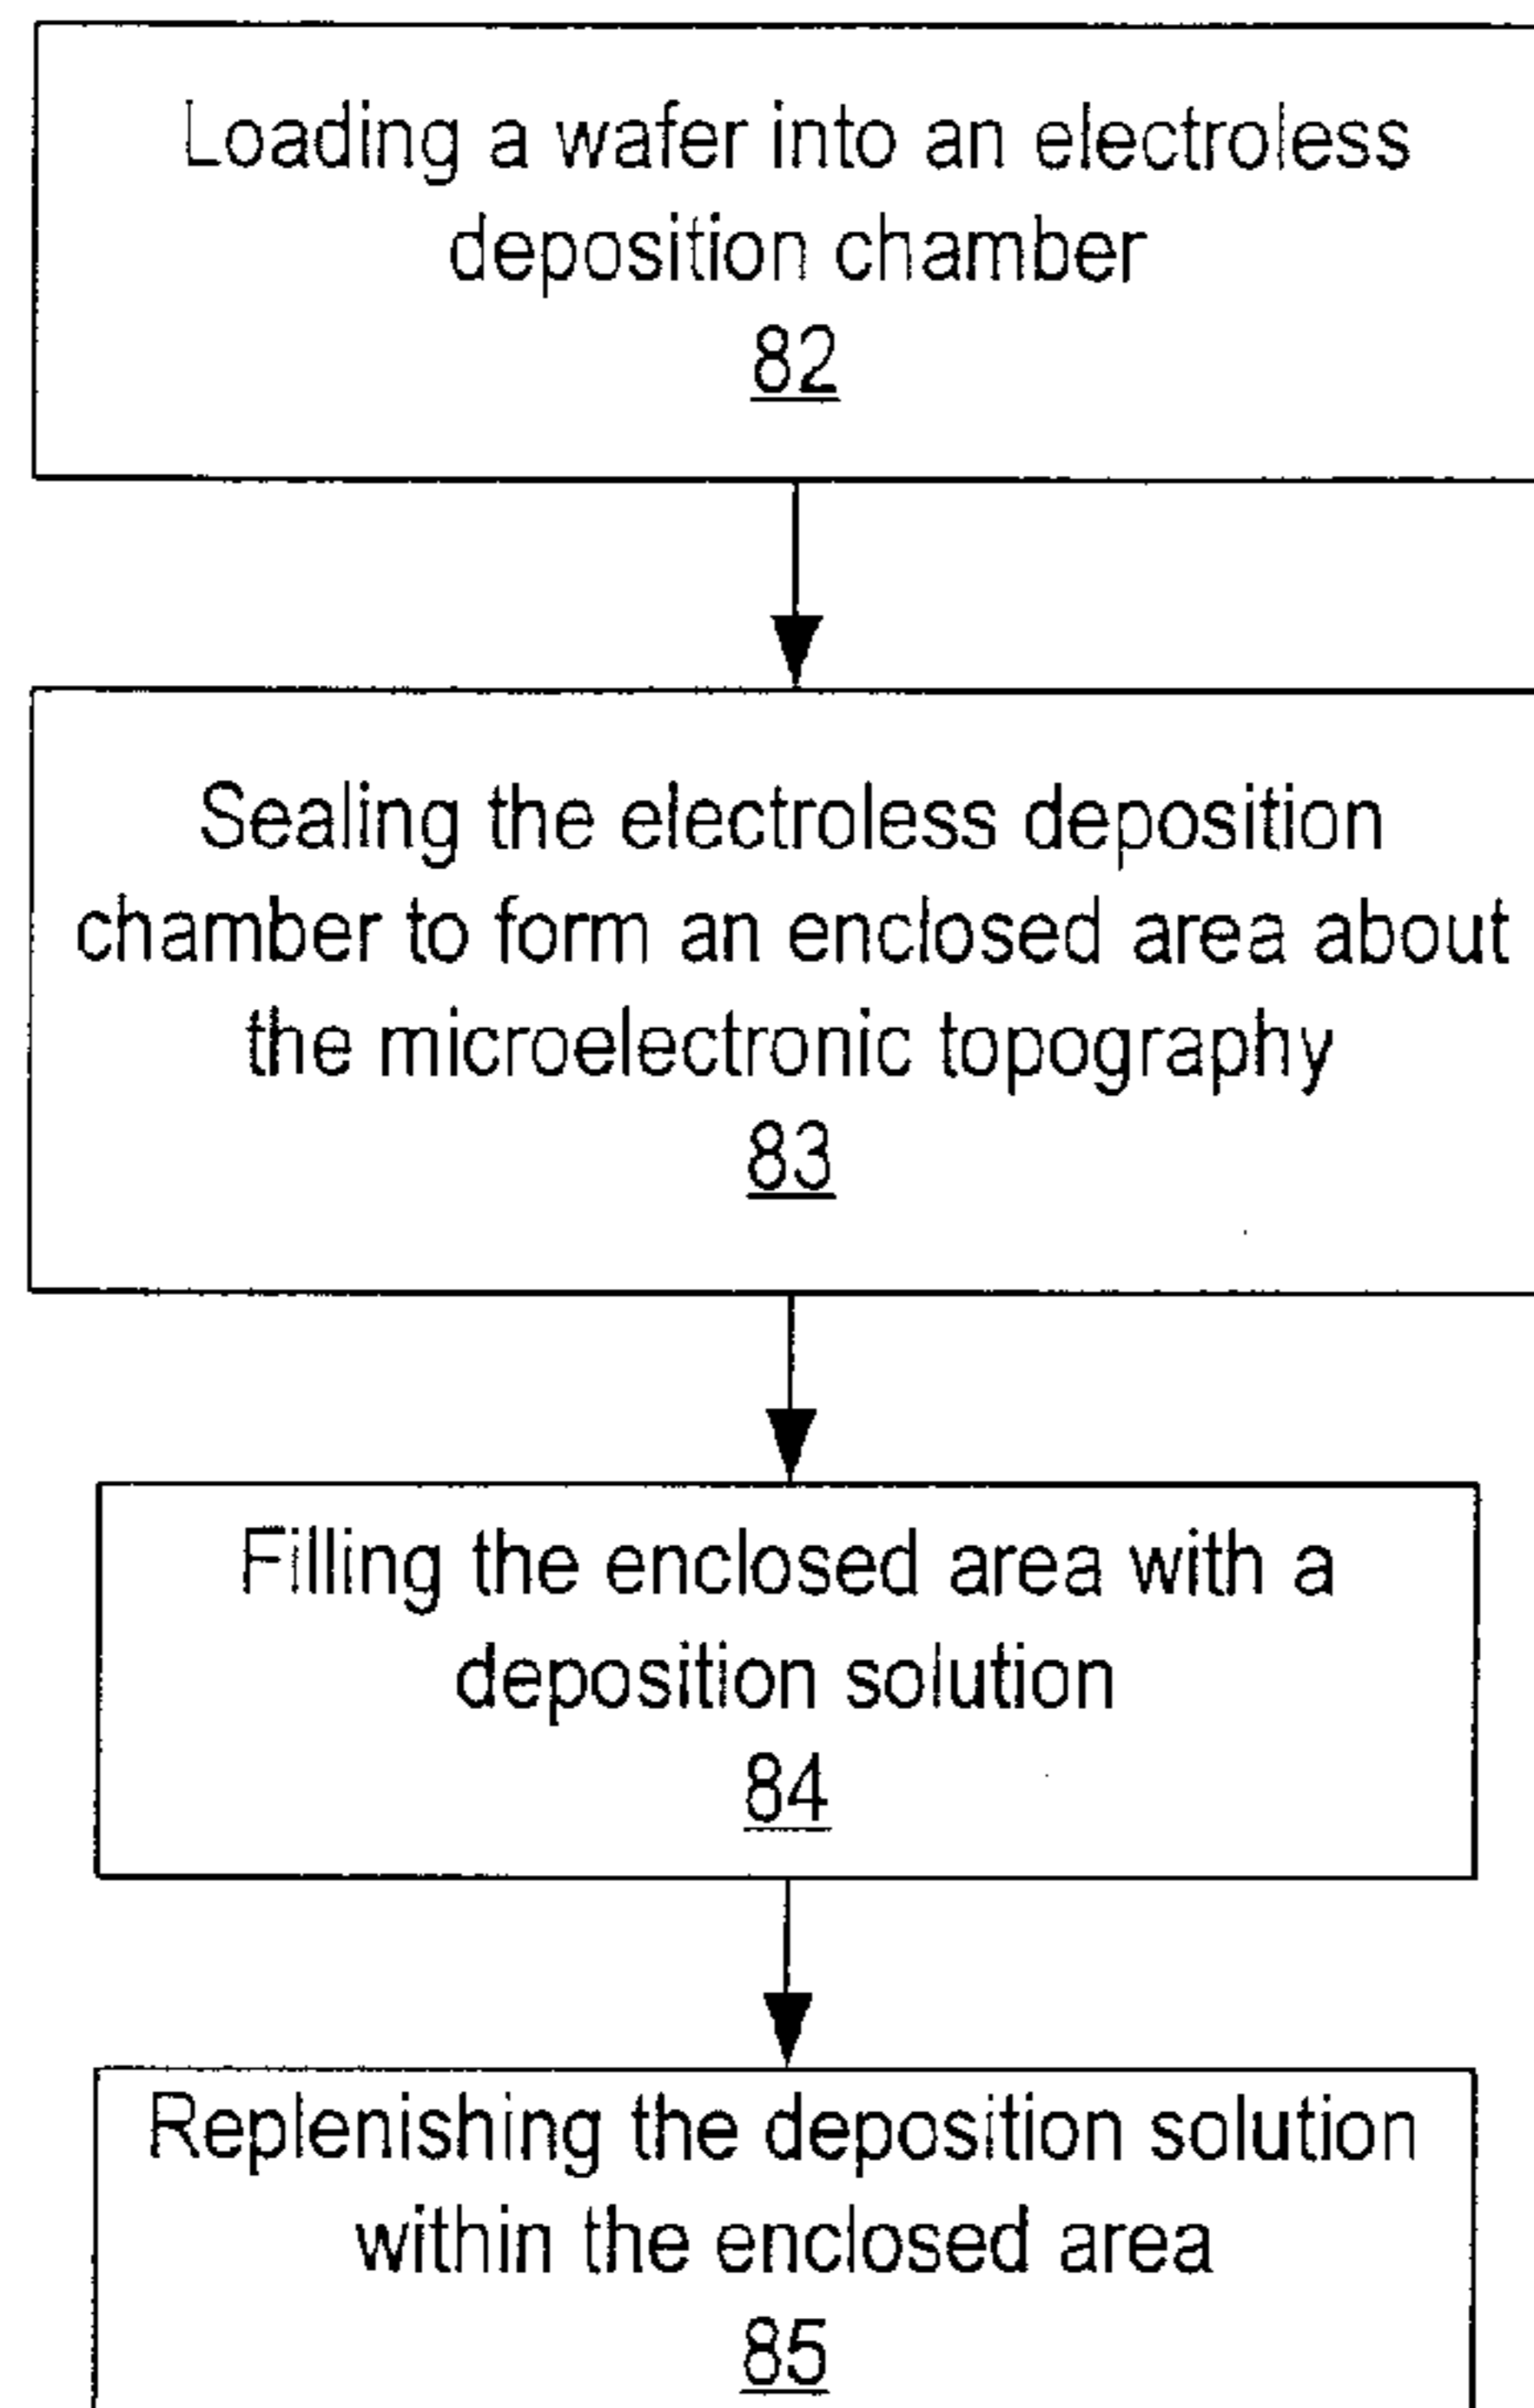 Loading a wafer into an electroless
deposition chamber
82
Sealing the electroless deposition
chamber to form an enclosed area about
the microelectronic topography
83
Filling the enclosed area with a
deposition solution
84
Replenishing the deposition solution
within the enclosed area
85